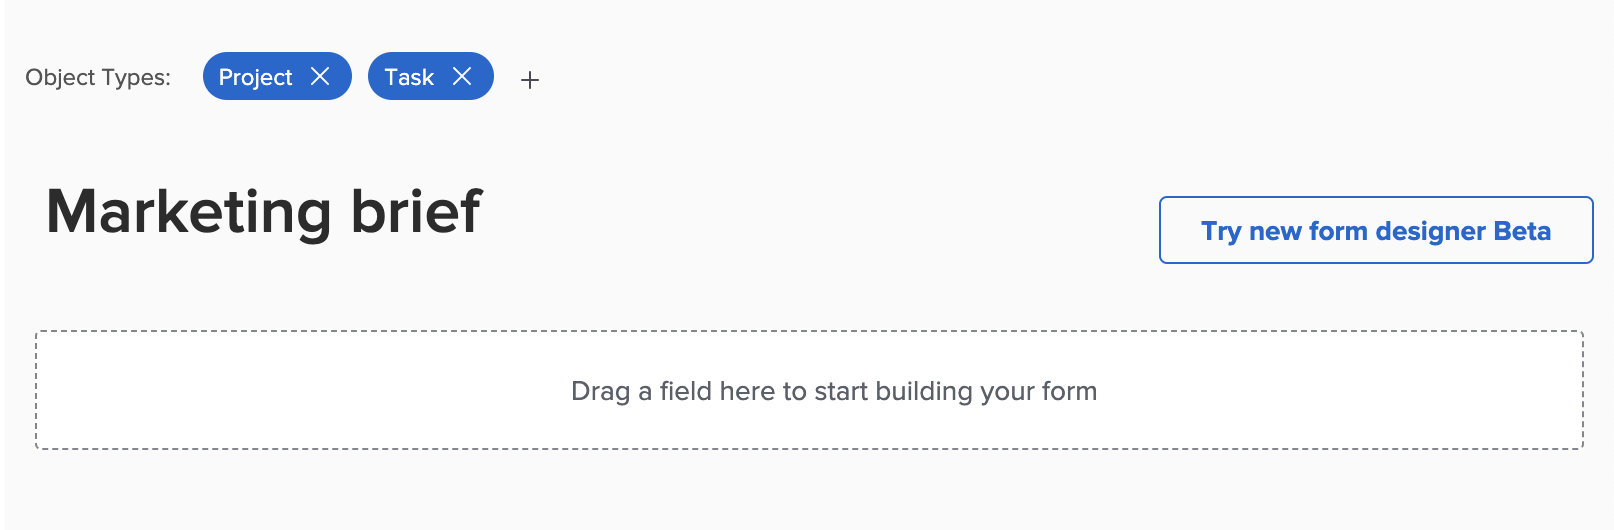 Object Types: Project Task
Marketing brief
Try new form designer Beta
Drag a field here to start building your form